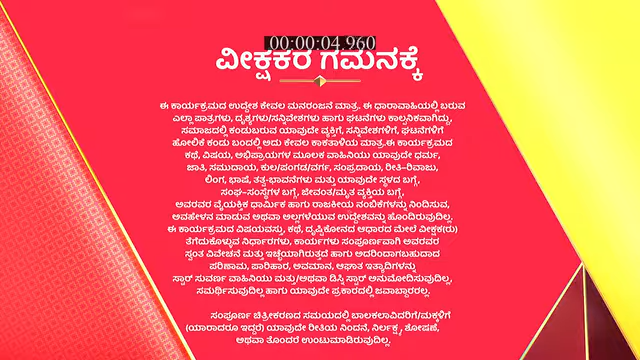 00:00:04.960
ವೀಕ್ಷಕರ ಗಮನಕ್ಕೆ
ಈ ಕಾರ್ಯಕ್ರಮದ ಉದ್ದೇಶ ಕೇವಲ ಮನರಂಜನೆ ಮಾತ್ರ. ಈ ಧಾರಾವಾಹಿಯಲ್ಲಿ ಬರುವ
ಎಲ್ಲಾ ಪಾತ್ರಗಳು, ದೃಶ್ಯಗಳು/ಸನ್ನಿವೇಶಗಳು ಹಾಗು ಘಟನೆಗಳು ಕಾಲ್ಪನಿಕವಾಗಿದ್ದು,
ಸಮಾಜದಲ್ಲಿ ಕಂಡುಬರುವ ಯಾವುದೇ ವ್ಯಕ್ತಿಗೆ, ಸನ್ನಿವೇಶಗಳಿಗೆ, ಘಟನೆಗಳಿಗೆ
ಹೋಲಿಕೆ ಕಂಡು ಬಂದಲ್ಲಿ ಅದು ಕೇವಲ ಕಾಕತಾಳಿಯ ಮಾತ್ರ.ಈ ಕಾರ್ಯಕ್ರಮದ
ಕಥೆ, ವಿಷಯ, ಅಭಿಪ್ರಾಯಗಳ ಮೂಲಕ ವಾಹಿನಿಯು ಯಾವುದೇ ಧರ್ಮ,
ಜಾತಿ, ಸಮುದಾಯ, ಕುಲ/ಪಂಗಡ/ವರ್ಗ, ಸಂಪ್ರದಾಯ, ರೀತಿ-ರಿವಾಜು,
ಲಿಂಗ, ಭಾಷೆ, ತತ್ವ-ಭಾವನೆಗಳು ಮತ್ತು ಯಾವುದೇ ಸ್ಥಳದ ಬಗ್ಗೆ,
ಸಂಘ-ಸಂಸ್ಥೆಗಳ ಬಗ್ಗೆ, ಜೀವಂತ/ಮೃತ ವ್ಯಕ್ತಿಯ ಬಗ್ಗೆ,
ಅವರವರ ವೈಯಕ್ತಿಕ ಧಾರ್ಮಿಕ ಹಾಗು ರಾಜಕೀಯ ನಂಬಿಕೆಗಳನ್ನು ನಿಂದಿಸುವ,
ಅವಹೇಳನ ಮಾಡುವ ಅಥವಾ ಅಲ್ಲಗಳೆಯುವ ಉದ್ದೇಶವನ್ನು ಹೊಂದಿರುವುದಿಲ್ಲ.
ಈ ಕಾರ್ಯಕ್ರಮದ ವಿಷಯವಸ್ತು, ಕಥೆ, ದೃಷ್ಟಿಕೋನದ ಆಧಾರದ ಮೇಲೆ ವೀಕ್ಷಕ(ರು)
ತೆಗೆದುಕೊಳ್ಳುವ ನಿರ್ಧಾರಗಳು, ಕಾರ್ಯಗಳು ಸಂಪೂರ್ಣವಾಗಿ ಅವರವರ
ಸ್ವಂತ ವಿವೇಚನೆ ಮತ್ತು ಇಚ್ಛೆಯಾಗಿರುತ್ತದೆ ಹಾಗು ಅದರಿಂದಾಗಬಹುದಾದ
ಪರಿಣಾಮ, ಪಾರಿಹಾರ, ಅವಮಾನ, ಆಘಾತ ಇತ್ಯಾದಿಗಳನ್ನು
ಸ್ಟಾರ್ ಸುವರ್ಣ ವಾಹಿನಿಯು ಮತ್ತು/ಅಥವಾ ಡಿಸ್ನಿ ಸ್ಟಾರ್ ಅನುಮೋದಿಸುವುದಿಲ್ಲ,
ಸಮರ್ಥಿಸುವುದಿಲ್ಲ ಹಾಗು ಯಾವುದೇ ಪ್ರಕಾರದಲ್ಲಿ ಜವಾಬ್ದಾರರಲ್ಲ.
ಸಂಪೂರ್ಣ ಚಿತ್ರೀಕರಣದ ಸಮಯದಲ್ಲಿ ಬಾಲಕಲಾವಿದರಿಗೆ/ಮಕ್ಕಳಿಗೆ
(ಯಾರಾದರೂ ಇದ್ದರೆ) ಯಾವುದೇ ರೀತಿಯ ನಿಂದನೆ, ನಿರ್ಲಕ್ಷ್ಯ, ಶೋಷಣೆ,
ಅಥವಾ ತೊಂದರೆ ಉಂಟುಮಾಡಿರುವುದಿಲ್ಲ.